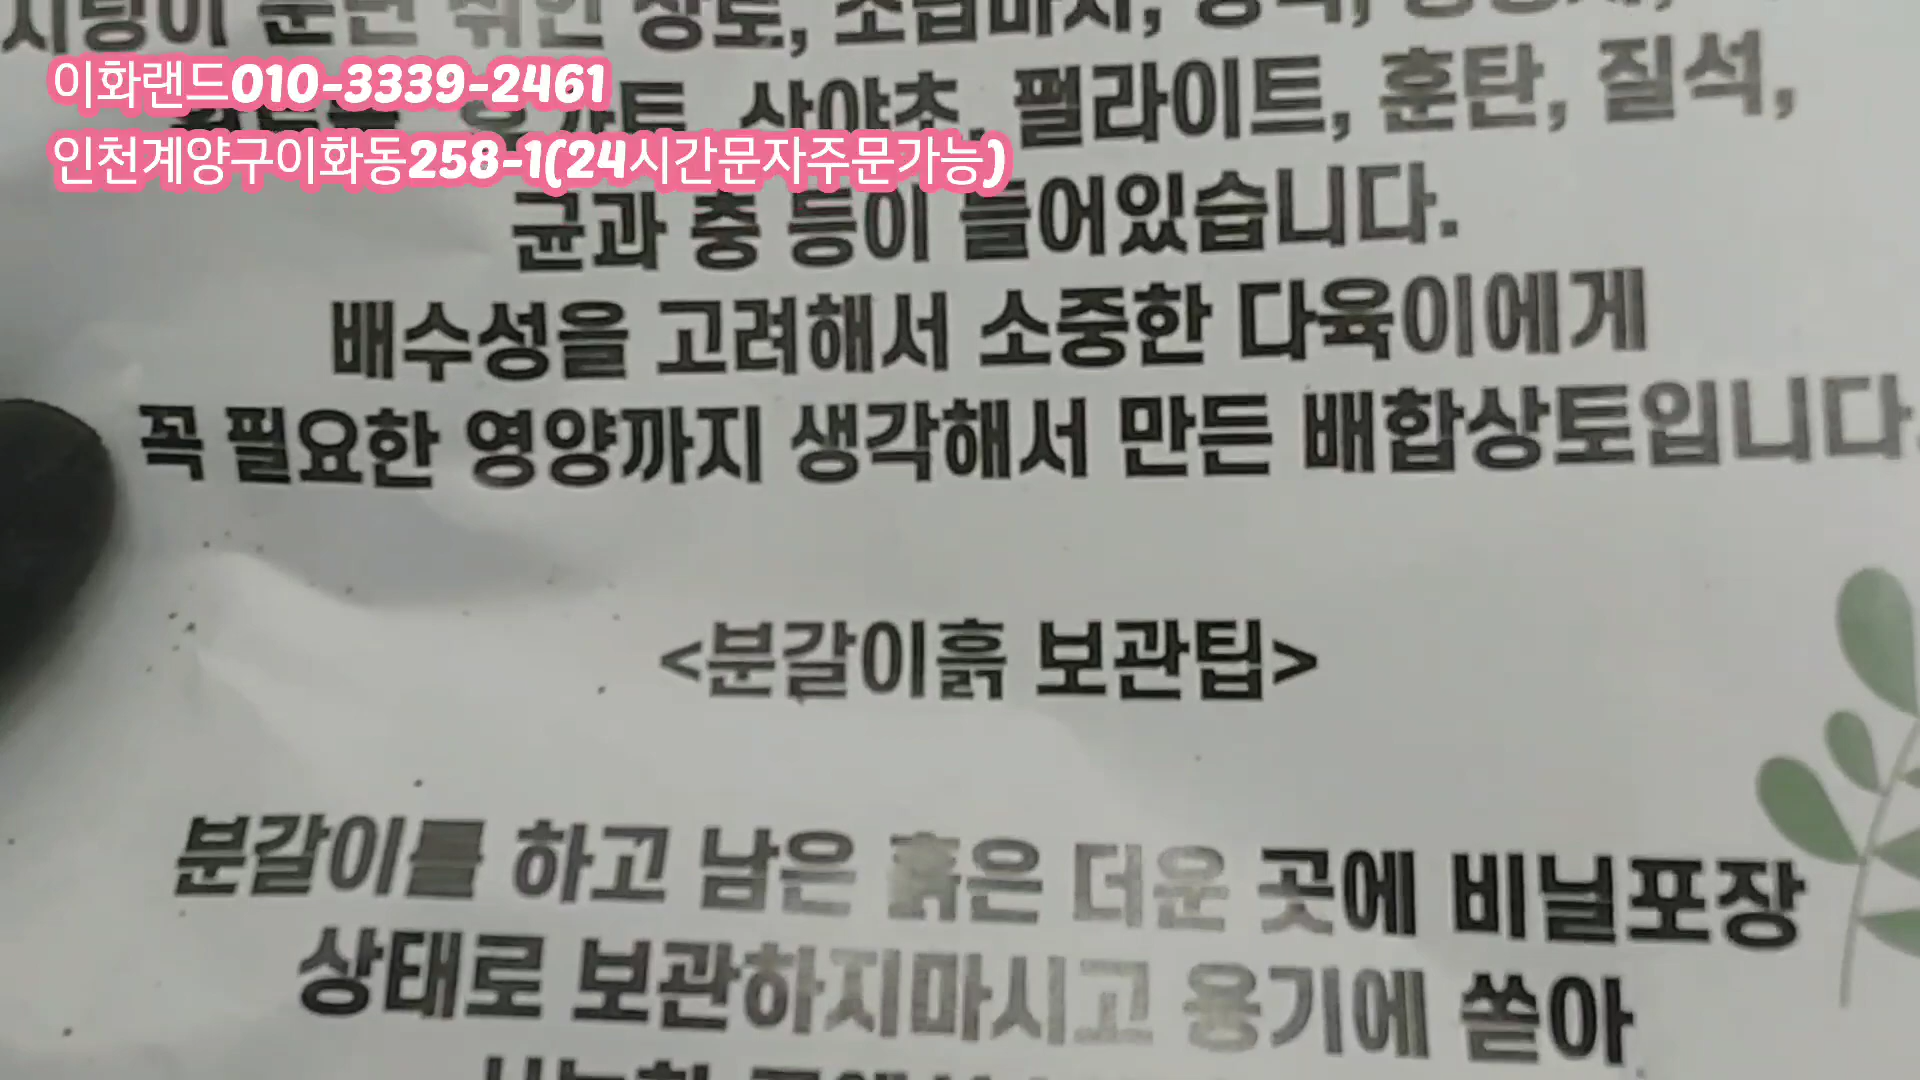 이화랜드010-3339-2461
인천계양구이화동258-1(24시간문자주문가능)
상토,
산야초, 펄라이트, 훈탄, 질석,
균과 충 등이 들어있습니다.
배수성을 고려해서 소중한 다육이에게
꼭 필요한 영양까지 생각해서 만든 배합상토입니다.
<분갈이흙 보관팁>
분갈이를 하고 남은 흙은 더운 곳에 비닐포장
상태로 보관하지마시고 용기에 쏟아